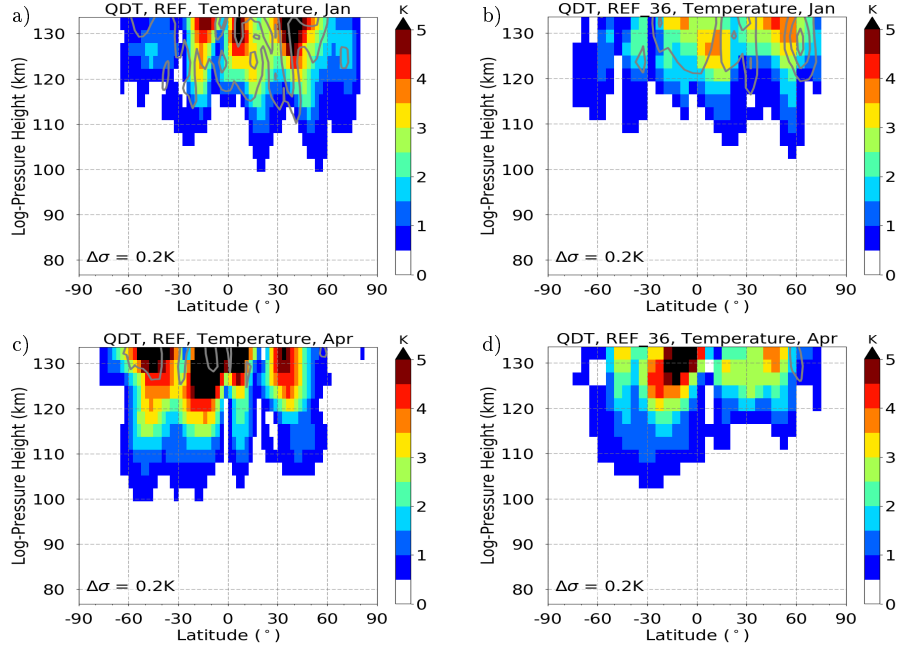 a) QDT, REF, Temperature, Jan
K
Log-Pressure Height (km)
130
120
110
100
90
80
Δσ = 0.2K
-90 -60 -30 0 30 60 90
Latitude (°)
5
4
3
2
1
0
b) QDT, REF_36, Temperature, Jan
K
Log-Pressure Height (km)
130
120
110
100
90
80
Δσ = 0.2K
-90 -60 -30 0 30 60 90
Latitude (°)
5
4
3
2
1
0
c) QDT, REF, Temperature, Apr
K
Log-Pressure Height (km)
130
120
110
100
90
80
Δσ = 0.2K
-90 -60 -30 0 30 60 90
Latitude (°)
5
4
3
2
1
0
d) QDT, REF_36, Temperature, Apr
K
Log-Pressure Height (km)
130
120
110
100
90
80
Δσ = 0.2K
-90 -60 -30 0 30 60 90
Latitude (°)
5
4
3
2
1
0